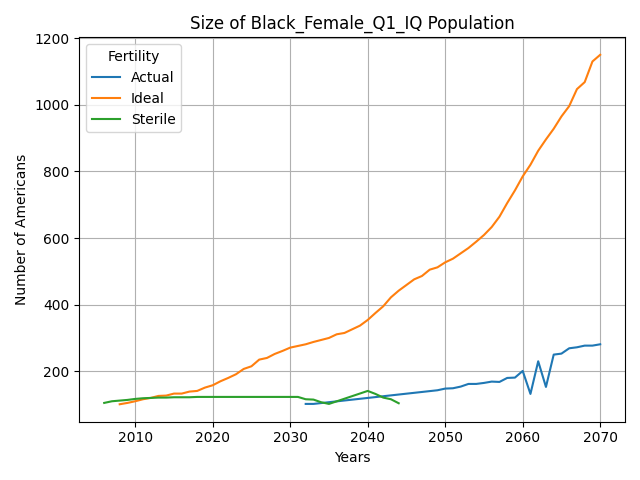 Size of Black_Female_Q1_IQ Population
Fertility
Actual
Ideal
Sterile
Number of Americans
1200
1000
800
600
400
200
2010 2020 2030 2040 2050 2060 2070
Years